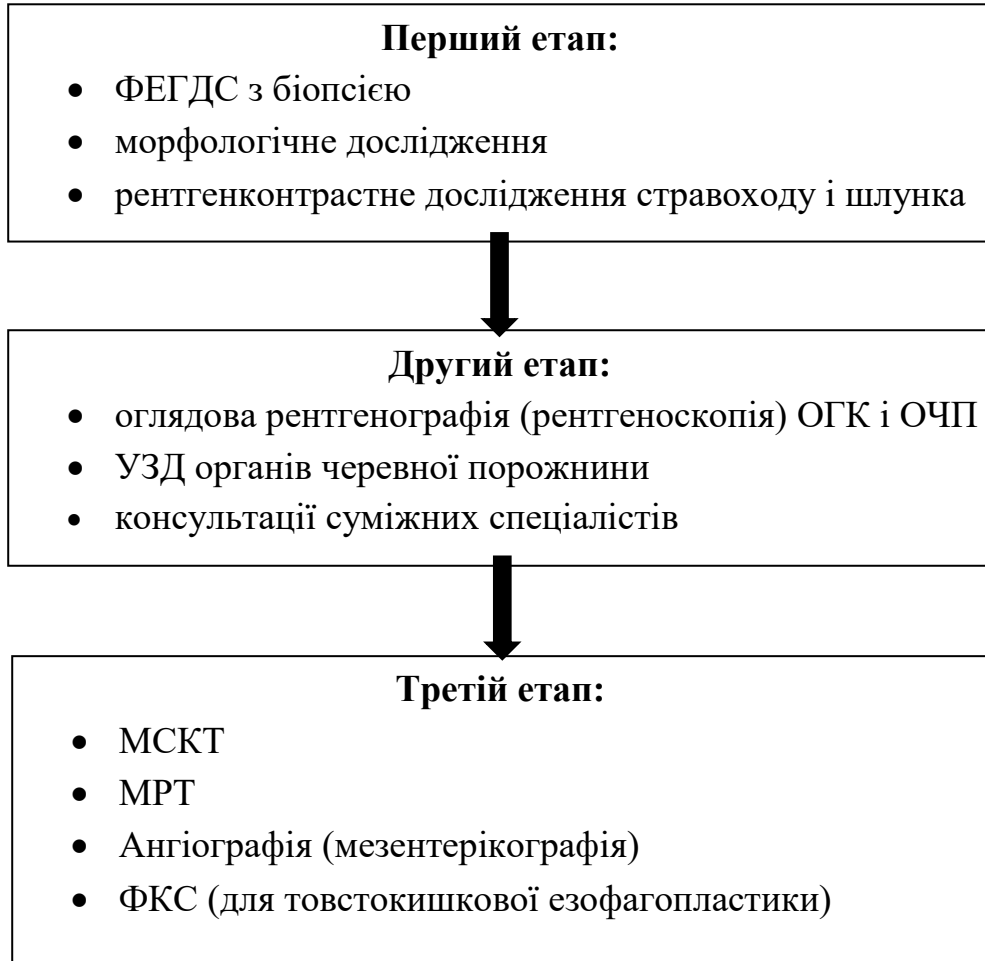 Перший етап:
• ФЕГДС з біопсією
• морфологічне дослідження
• рентгенконтрастне дослідження стравоходу і шлунка
Другий етап:
• оглядова рентгенографія (рентгеноскопія) ОГК і ОЧП
• УЗД органів черевної порожнини
• консультації суміжних спеціалістів
Третій етап:
• МСКТ
• МРТ
• Ангіографія (мезентерікографія)
• ФКС (для товстокишкової езофагопластики)